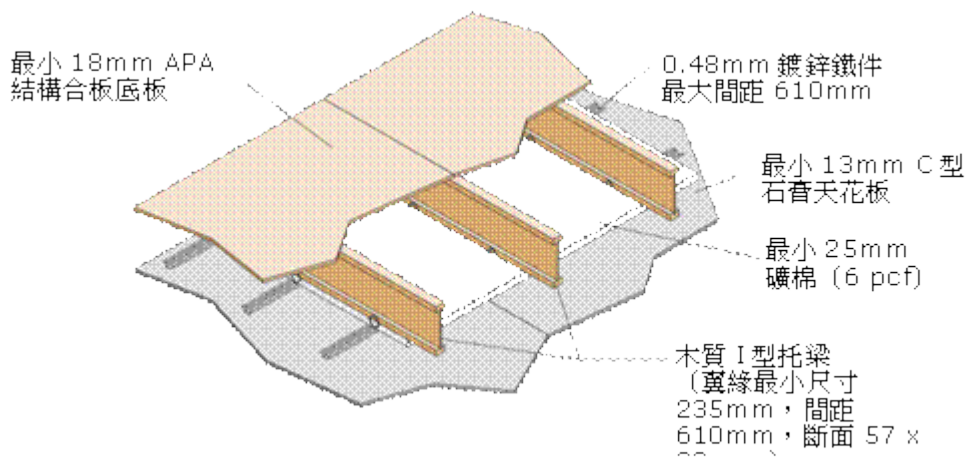 最小 18mm APA
結構合板底板
0.48mm 鍍鋅鐵件
最大間距 610mm
最小 13mm C 型
石膏天花板
最小 25mm
礦棉 (6 pcf)
木質 I 型托梁
（翼緣最小尺寸
235mm，間距
610mm，斷面 57 x